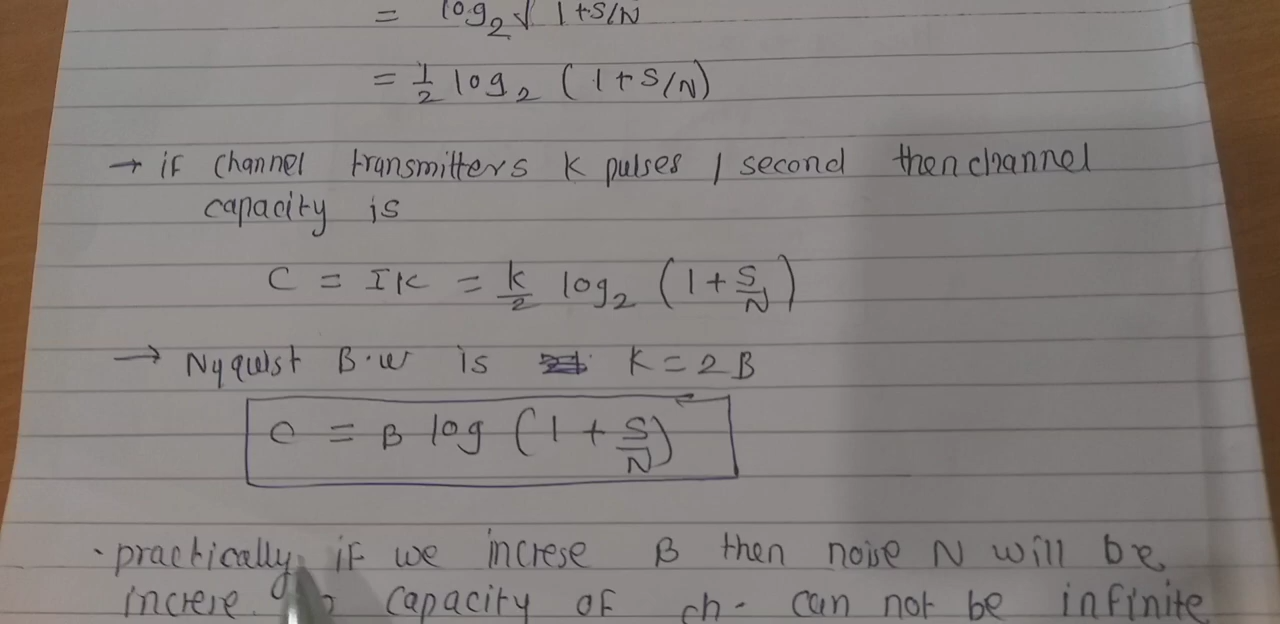 = log₂ √ 1+S/N
= 1/2 log₂ (1+S/N)
→ if channel transmitters k pulses / second then channel
capacity is
C = IK = k/2 log₂ (1+S/N)
→ Nyquist B.w is K=2B
C = B log (1+S/N)
· practically if we increse B then noise N will be
increre capacity of ch. can not be infinite